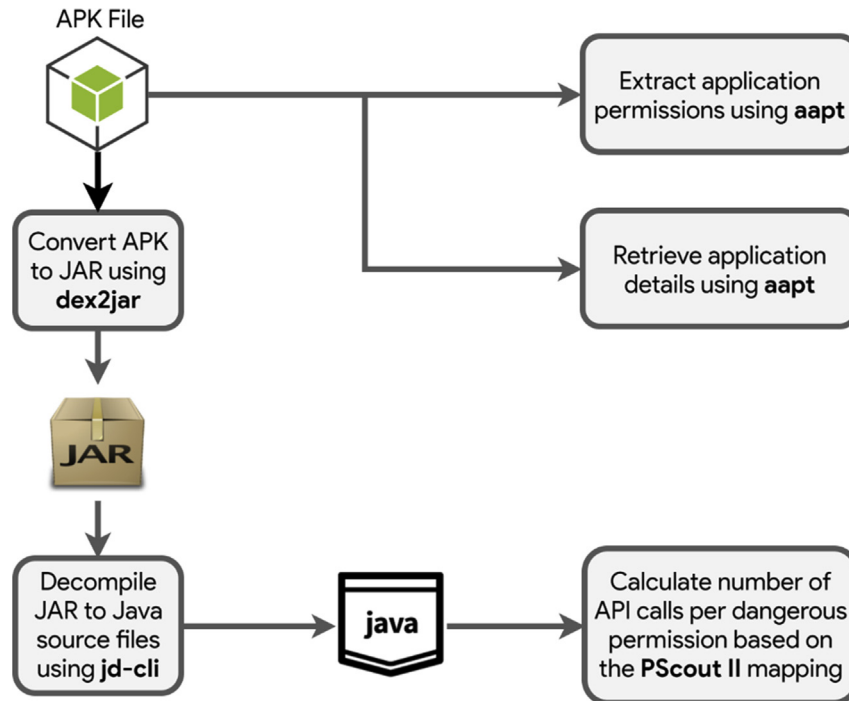 APK File
Extract application
permissions using aapt
Convert APK
to JAR using
dex2jar
Retrieve application
details using aapt
JAR
Decompile
JAR to Java
source files
using jd-cli
java
Calculate number of
API calls per dangerous
permission based on
the PScout II mapping